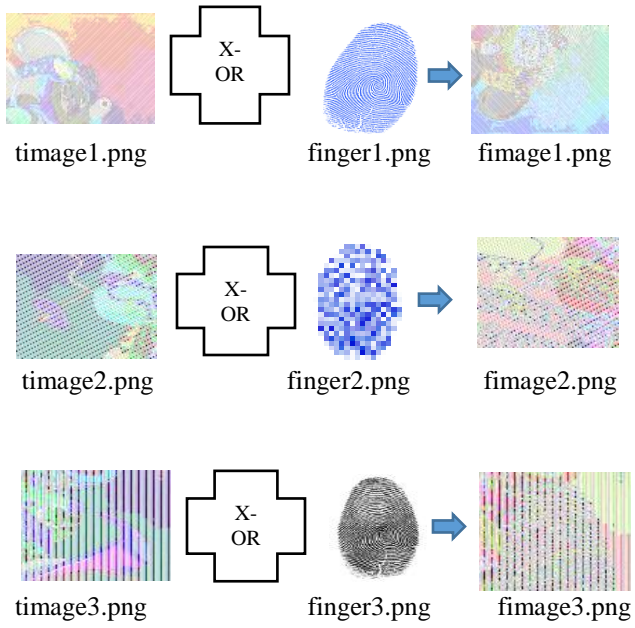 X-
OR
timage1.png finger1.png fimage1.png
X-
OR
timage2.png finger2.png fimage2.png
X-
OR
timage3.png finger3.png fimage3.png